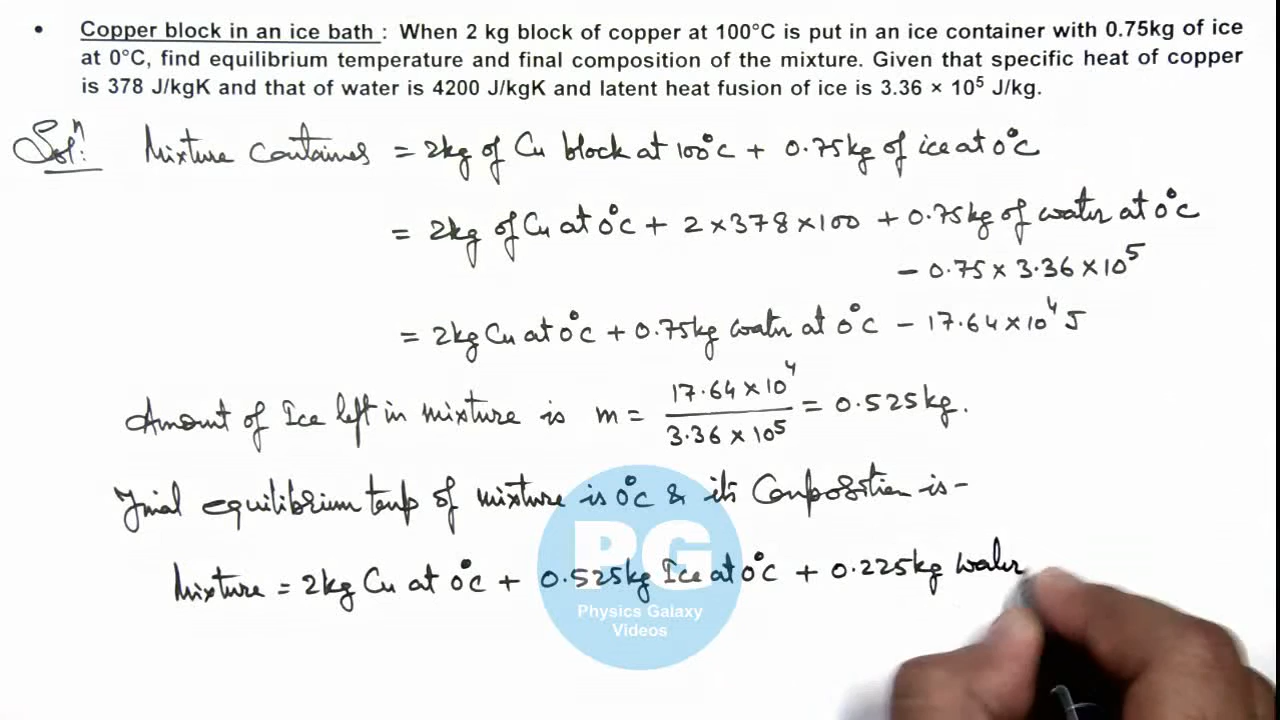 • Copper block in an ice bath : When 2 kg block of copper at 100°C is put in an ice container with 0.75kg of ice
at 0°C, find equilibrium temperature and final composition of the mixture. Given that specific heat of copper
is 378 J/kgK and that of water is 4200 J/kgK and latent heat fusion of ice is 3.36 × 10⁵ J/kg.
Solⁿ: Mixture Containes = 2kg of Cu block at 100°C + 0.75kg of ice at 0°C
= 2kg of Cu at 0°C + 2×378×100 + 0.75kg of water at 0°C
− 0.75 × 3.36 × 10⁵
= 2kg Cu at 0°C + 0.75kg water at 0°C − 17.64 × 10⁴ J
Amount of Ice left in mixture is m = 17.64 × 10⁴ / 3.36 × 10⁵ = 0.525kg.
Final equilibrium temp of mixture is 0°C & its Composition is –
Mixture = 2kg Cu at 0°C + 0.525kg Ice at 0°C + 0.225kg water
PG
Physics Galaxy
Videos